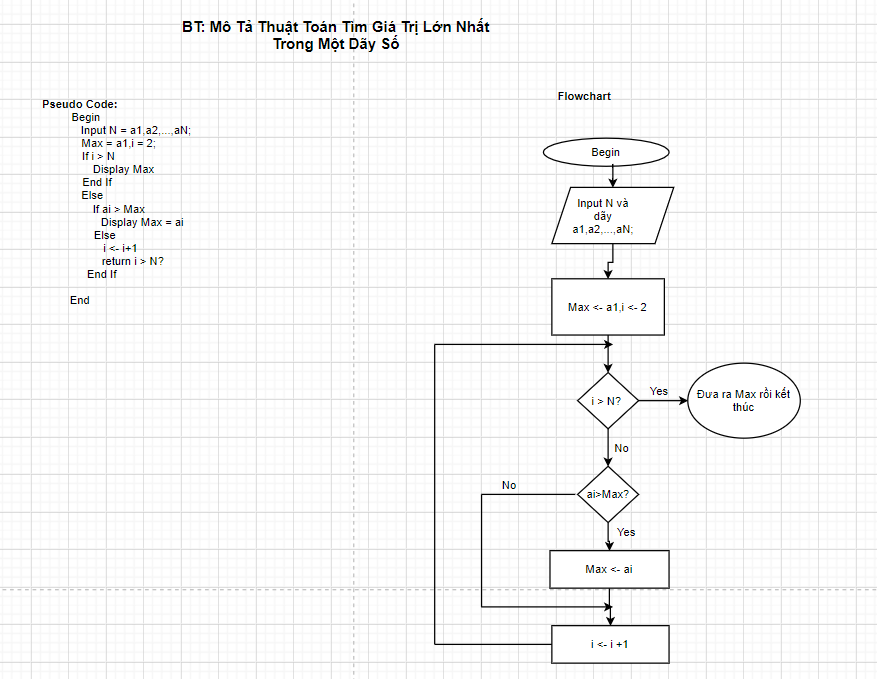 BT: Mô Tả Thuật Toán Tìm Giá Trị Lớn Nhất
Trong Một Dãy Số
Pseudo Code:
Begin
Input N = a1,a2,...,aN;
Max = a1,i = 2;
If i > N
Display Max
End If
Else
If ai > Max
Display Max = ai
Else
i <- i+1
return i > N?
End If
End
Flowchart
Begin
Input N và
dãy
a1,a2,...,aN;
Max <- a1,i <- 2
i > N?
Yes
Đưa ra Max rồi kết
thúc
No
ai>Max?
No
Yes
Max <- ai
i <- i +1